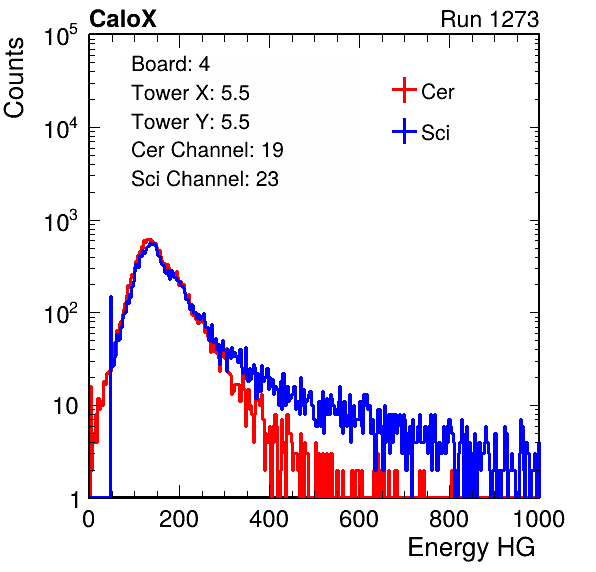 CaloX Run 1273
Counts
Board: 4
Tower X: 5.5
Tower Y: 5.5
Cer Channel: 19
Sci Channel: 23
Cer
Sci
10^5
10^4
10^3
10^2
10
1
0 200 400 600 800 1000
Energy HG